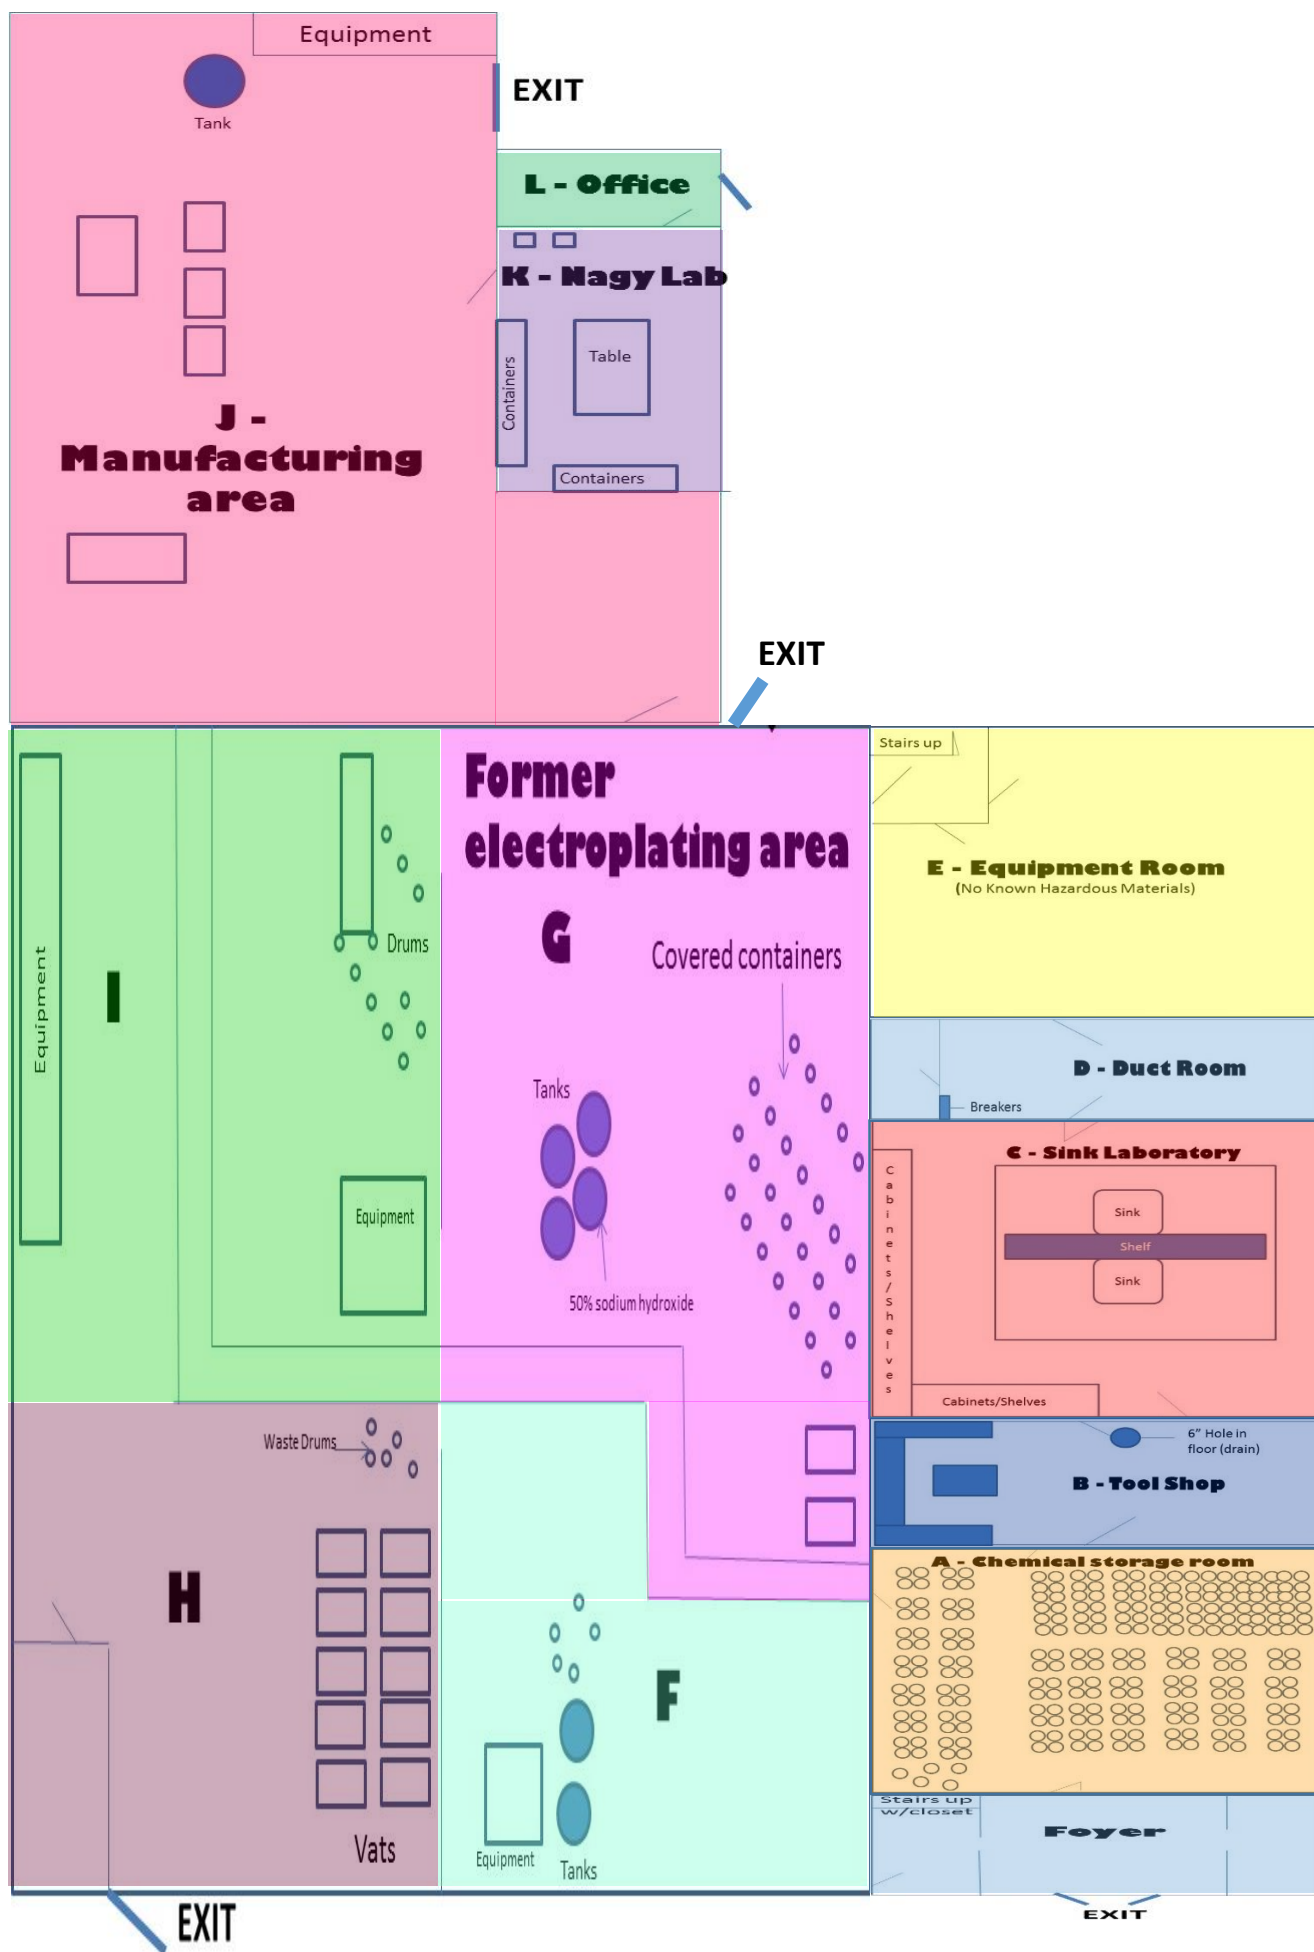 Equipment
EXIT
Tank
L - Office
K - Nagy Lab
Containers
Table
Containers
J -
Manufacturing
area
EXIT
Stairs up
Former
electroplating area
E - Equipment Room
(No Known Hazardous Materials)
G
Drums
Covered containers
I
Equipment
D - Duct Room
Tanks
Breakers
C - Sink Laboratory
Cabinets/Shelves
Sink
Shelf
Sink
Equipment
50% sodium hydroxide
Cabinets/Shelves
Waste Drums
6" Hole in
floor (drain)
B - Tool Shop
A - Chemical storage room
H
F
Stairs up
w/closet
Foyer
Vats
Equipment
Tanks
EXIT
EXIT